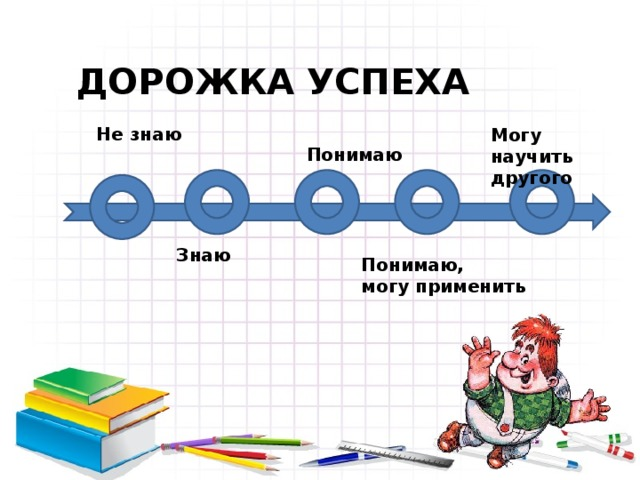 ДОРОЖКА УСПЕХА
Не знаю
Знаю
Понимаю
Понимаю,
могу применить
Могу
научить
другого